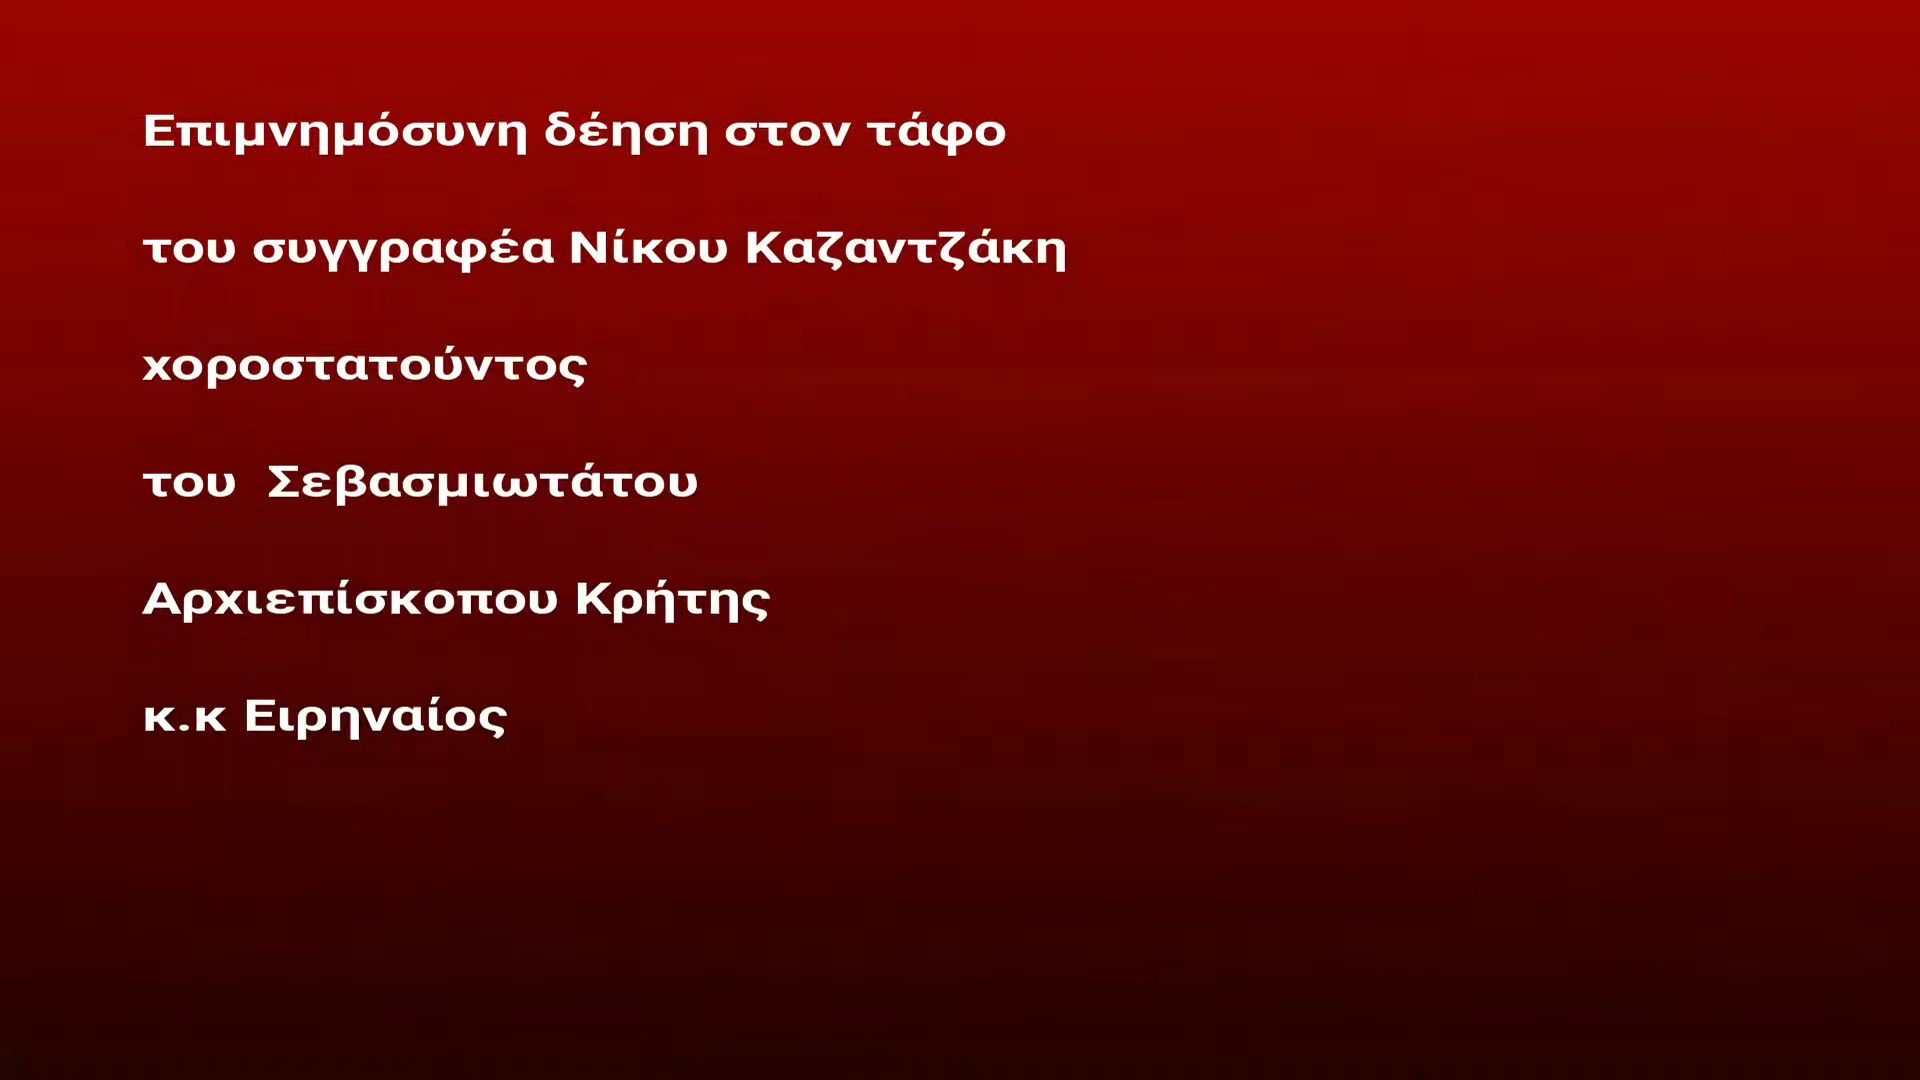 Επιμνημόσυνη δέηση στον τάφο
του συγγραφέα Νίκου Καζαντζάκη
χοροστατούντος
του  Σεβασμιωτάτου
Αρχιεπίσκοπου Κρήτης
κ.κ Ειρηναίος